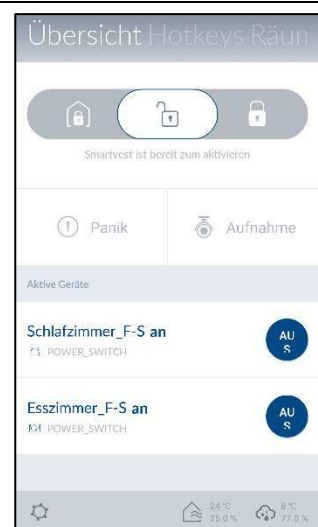 Übersicht Hotkeys Räun
Smartvest ist bereit zum aktivieren
Panik
Aufnahme
Aktive Geräte
Schlafzimmer_F-S an
POWER_SWITCH
AU
S
Esszimmer_F-S an
POWER_SWITCH
AU
S
24 °C
25.0 %
8 °C
77.0 %